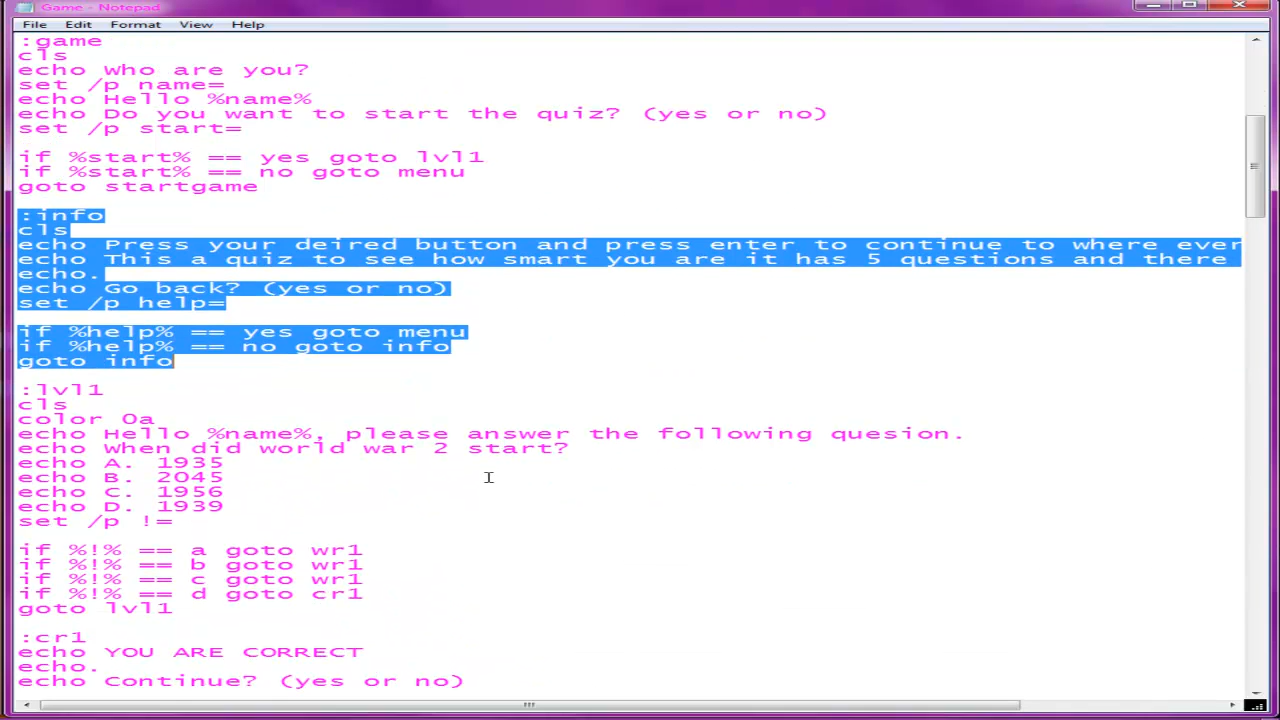 Game - Notepad
File Edit Format View Help
:game
cls
echo Who are you?
set /p name=
echo Hello %name%
echo Do you want to start the quiz? (yes or no)
set /p start=
if %start% == yes goto lvl1
if %start% == no goto menu
goto startgame
:info
cls
echo Press your deired button and press enter to continue to where ever
echo This a quiz to see how smart you are it has 5 questions and there
echo.
echo Go back? (yes or no)
set /p help=
if %help% == yes goto menu
if %help% == no goto info
goto info
:lvl1
cls
color 0a
echo Hello %name%, please answer the following quesion.
echo When did world war 2 start?
echo A. 1935
echo B. 2045
echo C. 1956
echo D. 1939
set /p !=
if %!% == a goto wr1
if %!% == b goto wr1
if %!% == c goto wr1
if %!% == d goto cr1
goto lvl1
:cr1
echo YOU ARE CORRECT
echo.
echo Continue? (yes or no)